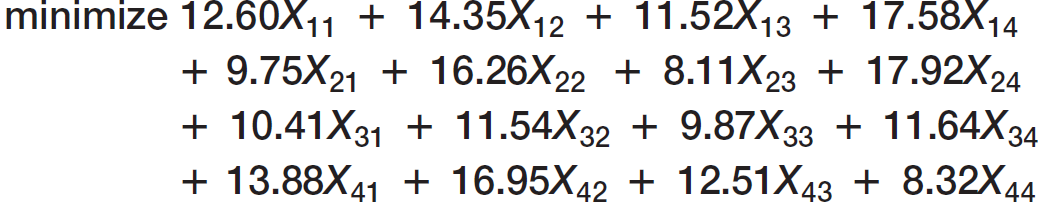 minimize 12.60X₁₁ + 14.35X₁₂ + 11.52X₁₃ + 17.58X₁₄
+ 9.75X₂₁ + 16.26X₂₂ + 8.11X₂₃ + 17.92X₂₄
+ 10.41X₃₁ + 11.54X₃₂ + 9.87X₃₃ + 11.64X₃₄
+ 13.88X₄₁ + 16.95X₄₂ + 12.51X₄₃ + 8.32X₄₄